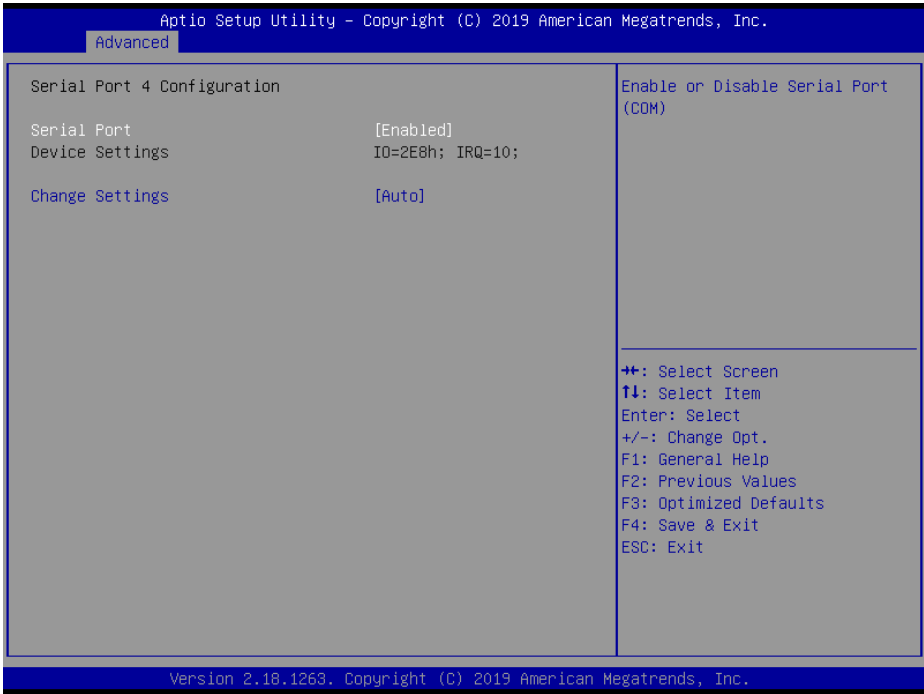 Aptio Setup Utility – Copyright (C) 2019 American Megatrends, Inc.
Advanced
Serial Port 4 Configuration
Serial Port [Enabled]
Device Settings IO=2E8h; IRQ=10;
Change Settings [Auto]
Enable or Disable Serial Port
(COM)
→←: Select Screen
↑↓: Select Item
Enter: Select
+/-: Change Opt.
F1: General Help
F2: Previous Values
F3: Optimized Defaults
F4: Save & Exit
ESC: Exit
Version 2.18.1263. Copyright (C) 2019 American Megatrends, Inc.